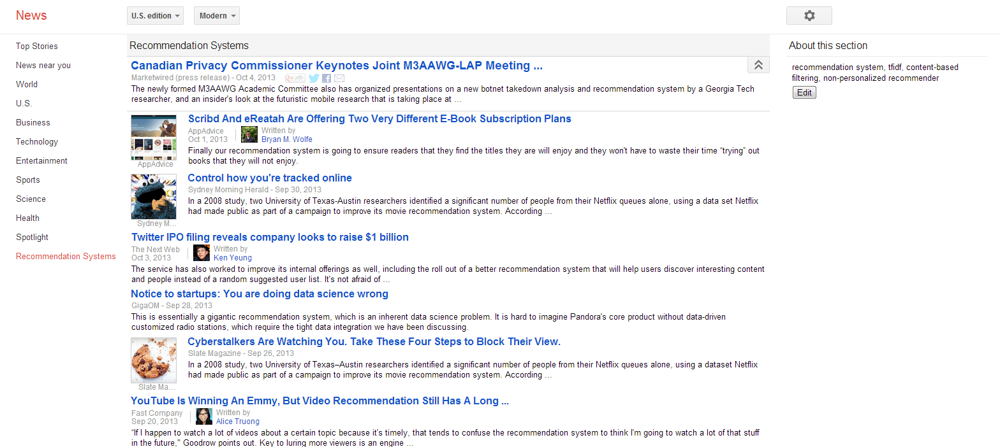 News
U.S. edition
Modern
Top Stories
News near you
World
U.S.
Business
Technology
Entertainment
Sports
Science
Health
Spotlight
Recommendation Systems
Recommendation Systems
Canadian Privacy Commissioner Keynotes Joint M3AAWG-LAP Meeting ...
Marketwired (press release) - Oct 4, 2013
The newly formed M3AAWG Academic Committee also has organized presentations on a new botnet takedown analysis and recommendation system by a Georgia Tech
researcher, and an insider's look at the futuristic mobile research that is taking place at ...
AppAdvice
Scribd And eReatah Are Offering Two Very Different E-Book Subscription Plans
AppAdvice
Oct 1, 2013
Written by
Bryan M. Wolfe
Finally our recommendation system is going to ensure readers that they find the titles they are will enjoy and they won't have to waste their time “trying” out
books that they will not enjoy.
Sydney M...
Control how you're tracked online
Sydney Morning Herald - Sep 30, 2013
In a 2008 study, two University of Texas-Austin researchers identified a significant number of people from their Netflix queues alone, using a data set Netflix
had made public as part of a campaign to improve its movie recommendation system. According ...
Twitter IPO filing reveals company looks to raise $1 billion
The Next Web
Oct 3, 2013
Written by
Ken Yeung
The service has also worked to improve its internal offerings as well, including the roll out of a better recommendation system that will help users discover interesting content
and people instead of a random suggested user list. It's not afraid of ...
Notice to startups: You are doing data science wrong
GigaOM - Sep 28, 2013
This is essentially a gigantic recommendation system, which is an inherent data science problem. It is hard to imagine Pandora's core product without data-driven
customized radio stations, which require the tight data integration we have been discussing.
Slate Ma...
Cyberstalkers Are Watching You. Take These Four Steps to Block Their View.
Slate Magazine - Sep 26, 2013
In a 2008 study, two University of Texas–Austin researchers identified a significant number of people from their Netflix queues alone, using a dataset Netflix
had made public as part of a campaign to improve its movie recommendation system. According ...
YouTube Is Winning An Emmy, But Video Recommendation Still Has A Long ...
Fast Company
Sep 20, 2013
Written by
Alice Truong
“If I happen to watch a lot of videos about a certain topic because it's timely, that tends to confuse the recommendation system to think I'm going to watch a lot of that stuff
in the future," Goodrow points out. Key to luring more viewers is an engine ...
About this section
recommendation system, tfidf, content-based
filtering, non-personalized recommender
Edit